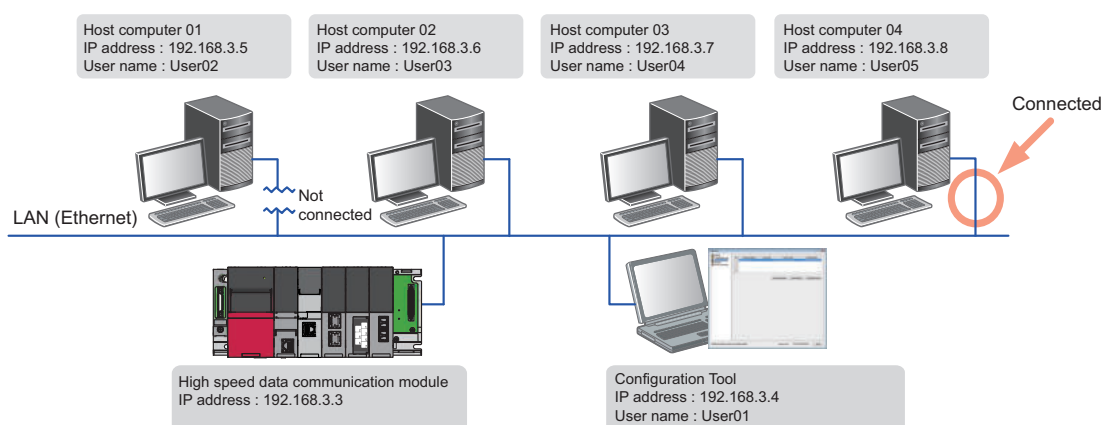 Host computer 01
IP address : 192.168.3.5
User name : User02
Host computer 02
IP address : 192.168.3.6
User name : User03
Host computer 03
IP address : 192.168.3.7
User name : User04
Host computer 04
IP address : 192.168.3.8
User name : User05
Connected
Not
connected
LAN (Ethernet)
High speed data communication module
IP address : 192.168.3.3
Configuration Tool
IP address : 192.168.3.4
User name : User01